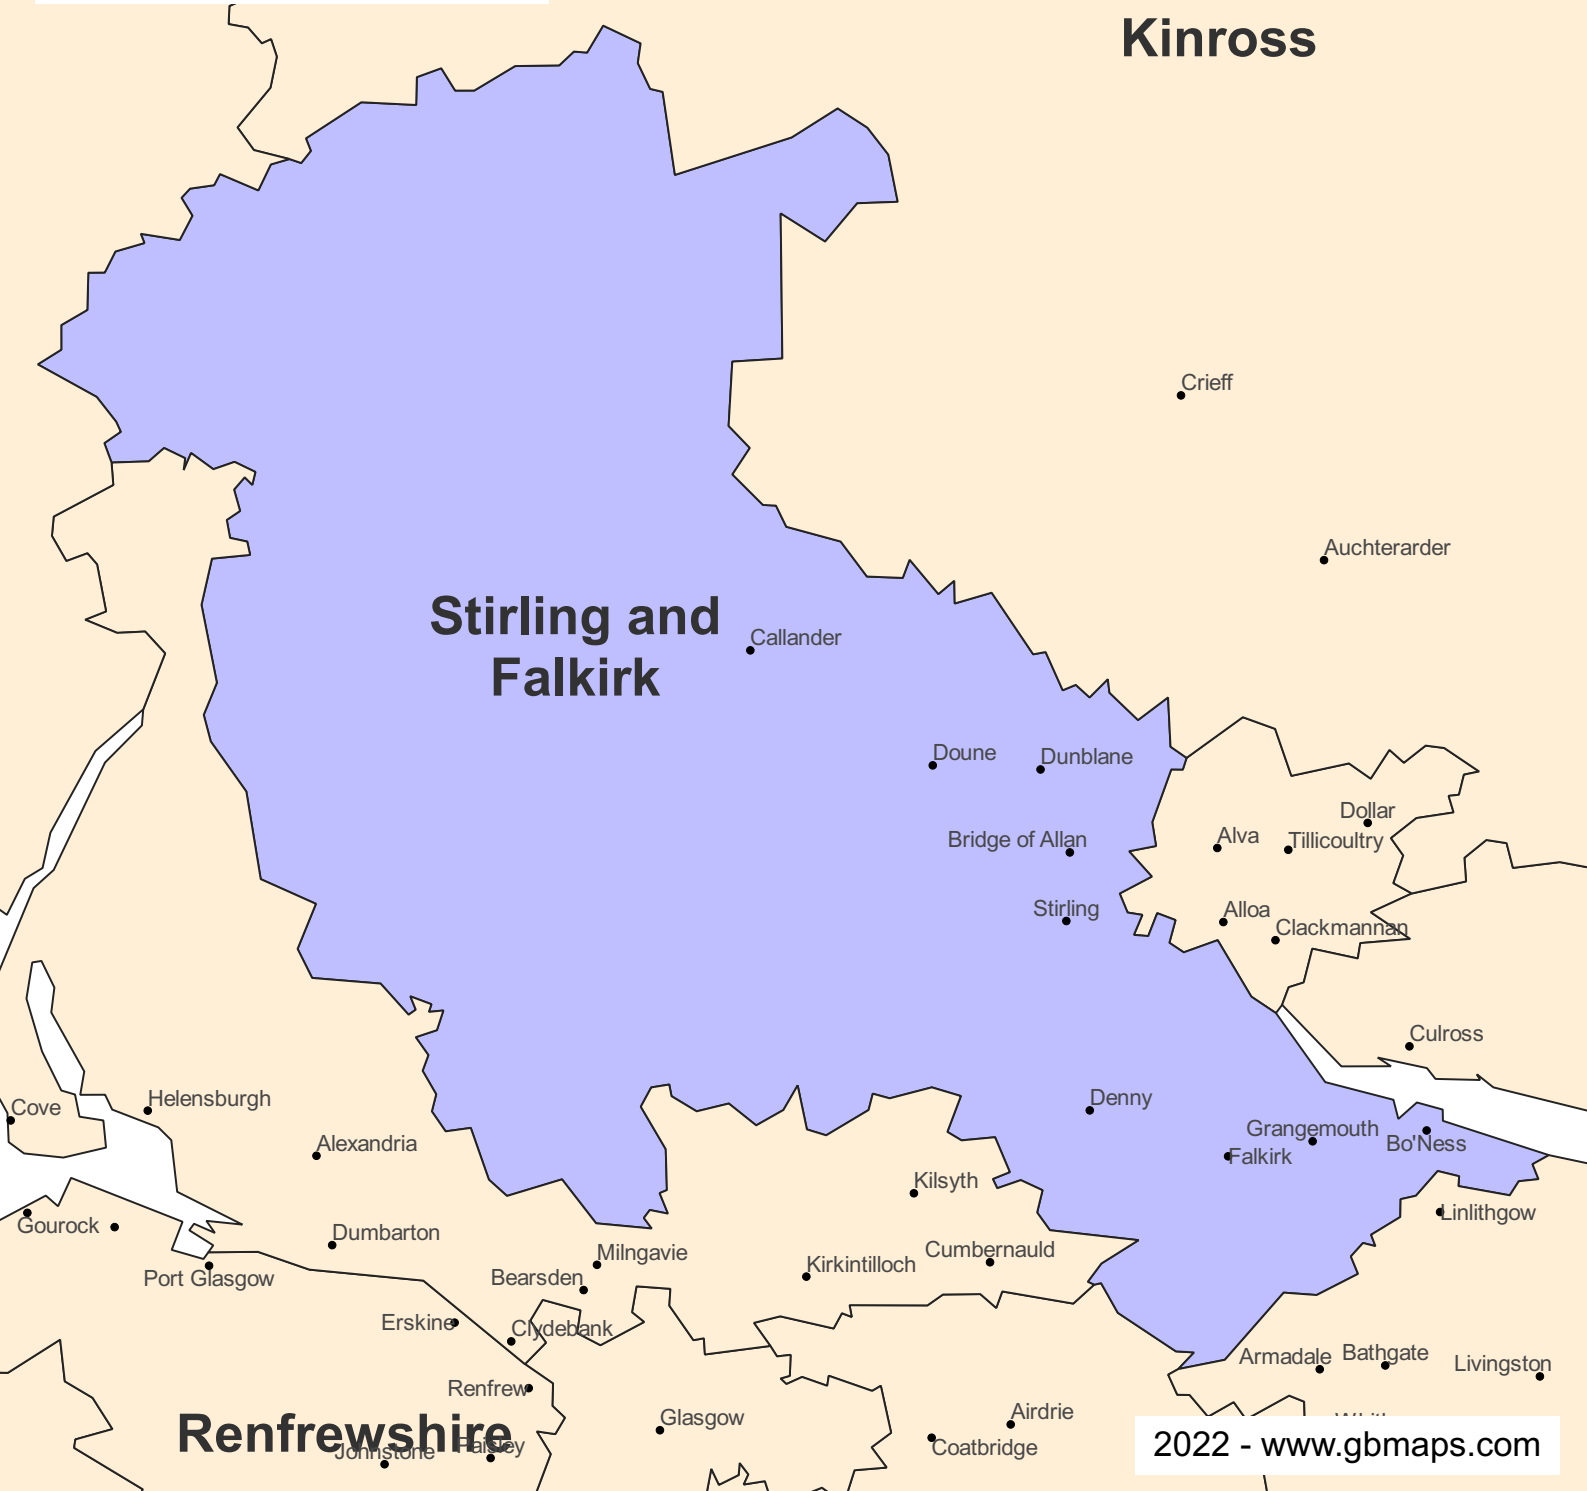 Kinross
Crieff
Auchterarder
Stirling and
Falkirk
Callander
Doune
Dunblane
Dollar
Alva
Tillicoultry
Bridge of Allan
Stirling
Alloa
Clackmannan
Culross
Helensburgh
Cove
Denny
Grangemouth
Bo'Ness
Alexandria
Falkirk
Kilsyth
Linlithgow
Gourock
Dumbarton
Milngavie
Cumbernauld
Kirkintilloch
Port Glasgow
Bearsden
Erskine
Clydebank
Armadale
Bathgate
Livingston
Renfrew
Glasgow
Airdrie
Renfrewshire
Johnstone
Paisley
Coatbridge
2022 - www.gbmaps.com